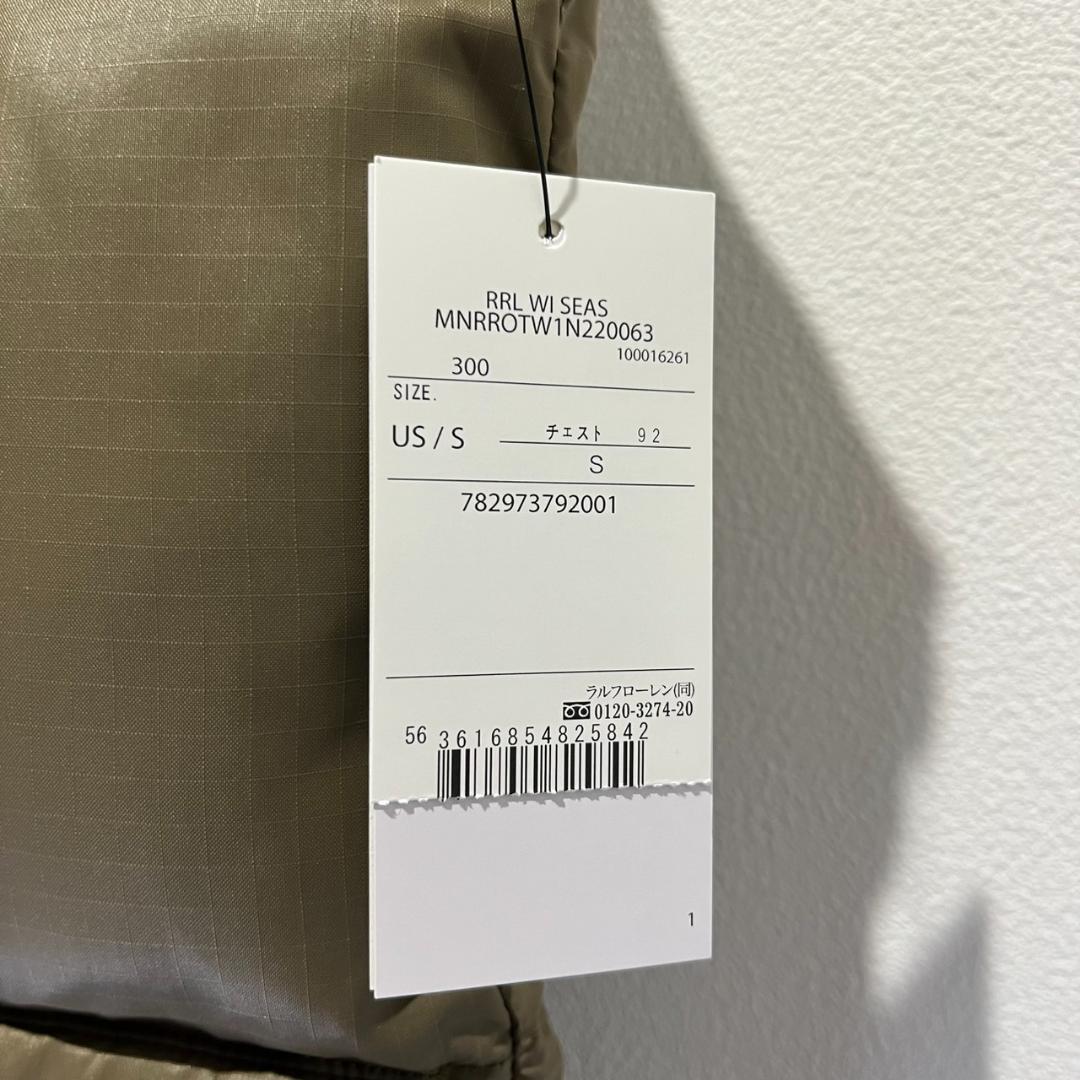 RRL WI SEAS
MNRROTW1N220063
100016261
300
SIZE.
US / S
チェスト 92
S
782973792001
ラルフローレン(同)
0120-3274-20
56 3616854825842
1